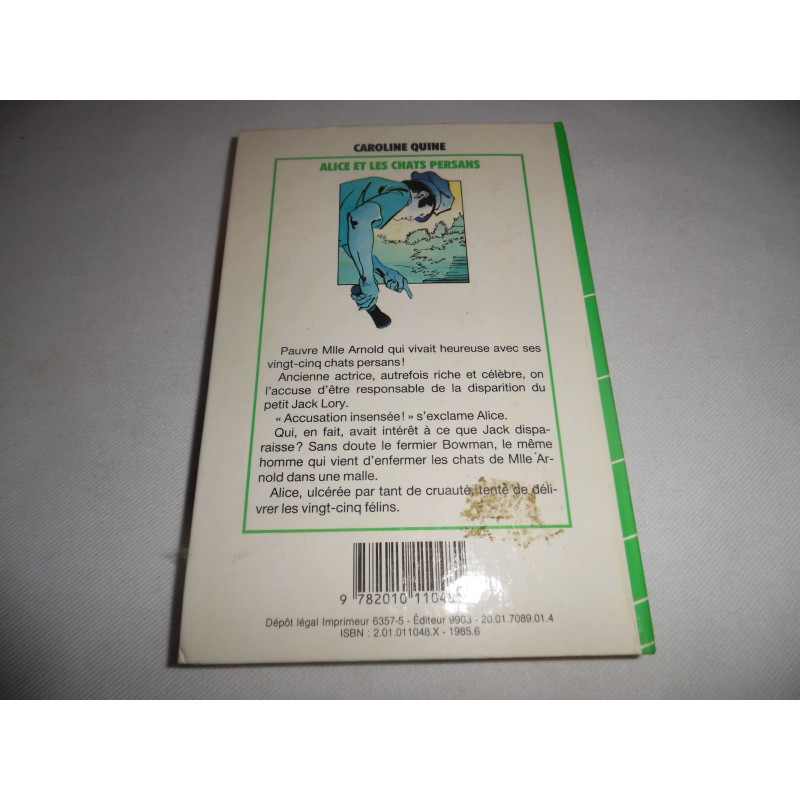 CAROLINE QUINE
ALICE ET LES CHATS PERSANS
Pauvre Mlle Arnold qui vivait heureuse avec ses
vingt-cinq chats persans !
Ancienne actrice, autrefois riche et célèbre, on
l'accuse d'être responsable de la disparition du
petit Jack Lory.
« Accusation insensée ! » s'exclame Alice.
Qui, en fait, avait intérêt à ce que Jack dispa-
raisse ? Sans doute le fermier Bowman, le même
homme qui vient d'enfermer les chats de Mlle Ar-
nold dans une malle.
Alice, ulcérée par tant de cruauté, tente de déli-
vrer les vingt-cinq félins.
9 782010 110
Dépôt légal Imprimeur 6357-5 - Éditeur 9903 - 20.01.7089.01.4
ISBN : 2.01.011048.X - 1985.6